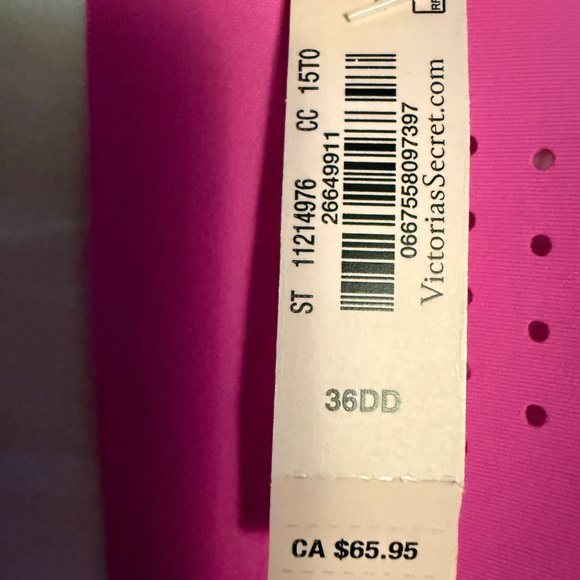 ST 11214976 CC 15T0
26649911
0667558097397
VictoriasSecret.com
36DD
CA $65.95